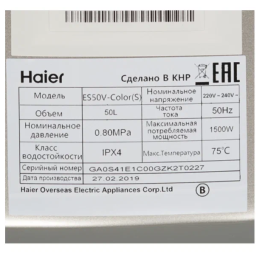 Haier Сделано в КНР EAC
Модель ES50V-Color(S) Номинальное напряжение 220V~240V~
Объем 50L Частота тока 50Hz
Номинальное давление 0.80MPa Максимальная потребляемая мощность 1500W
Класс водостойкости IPX4 Макс.Температура 75℃
Серийный номер GA0S41E1C00GZK2T0227
Дата производства 27.02.2019
Haier Overseas Electric Appliances Corp.Ltd B